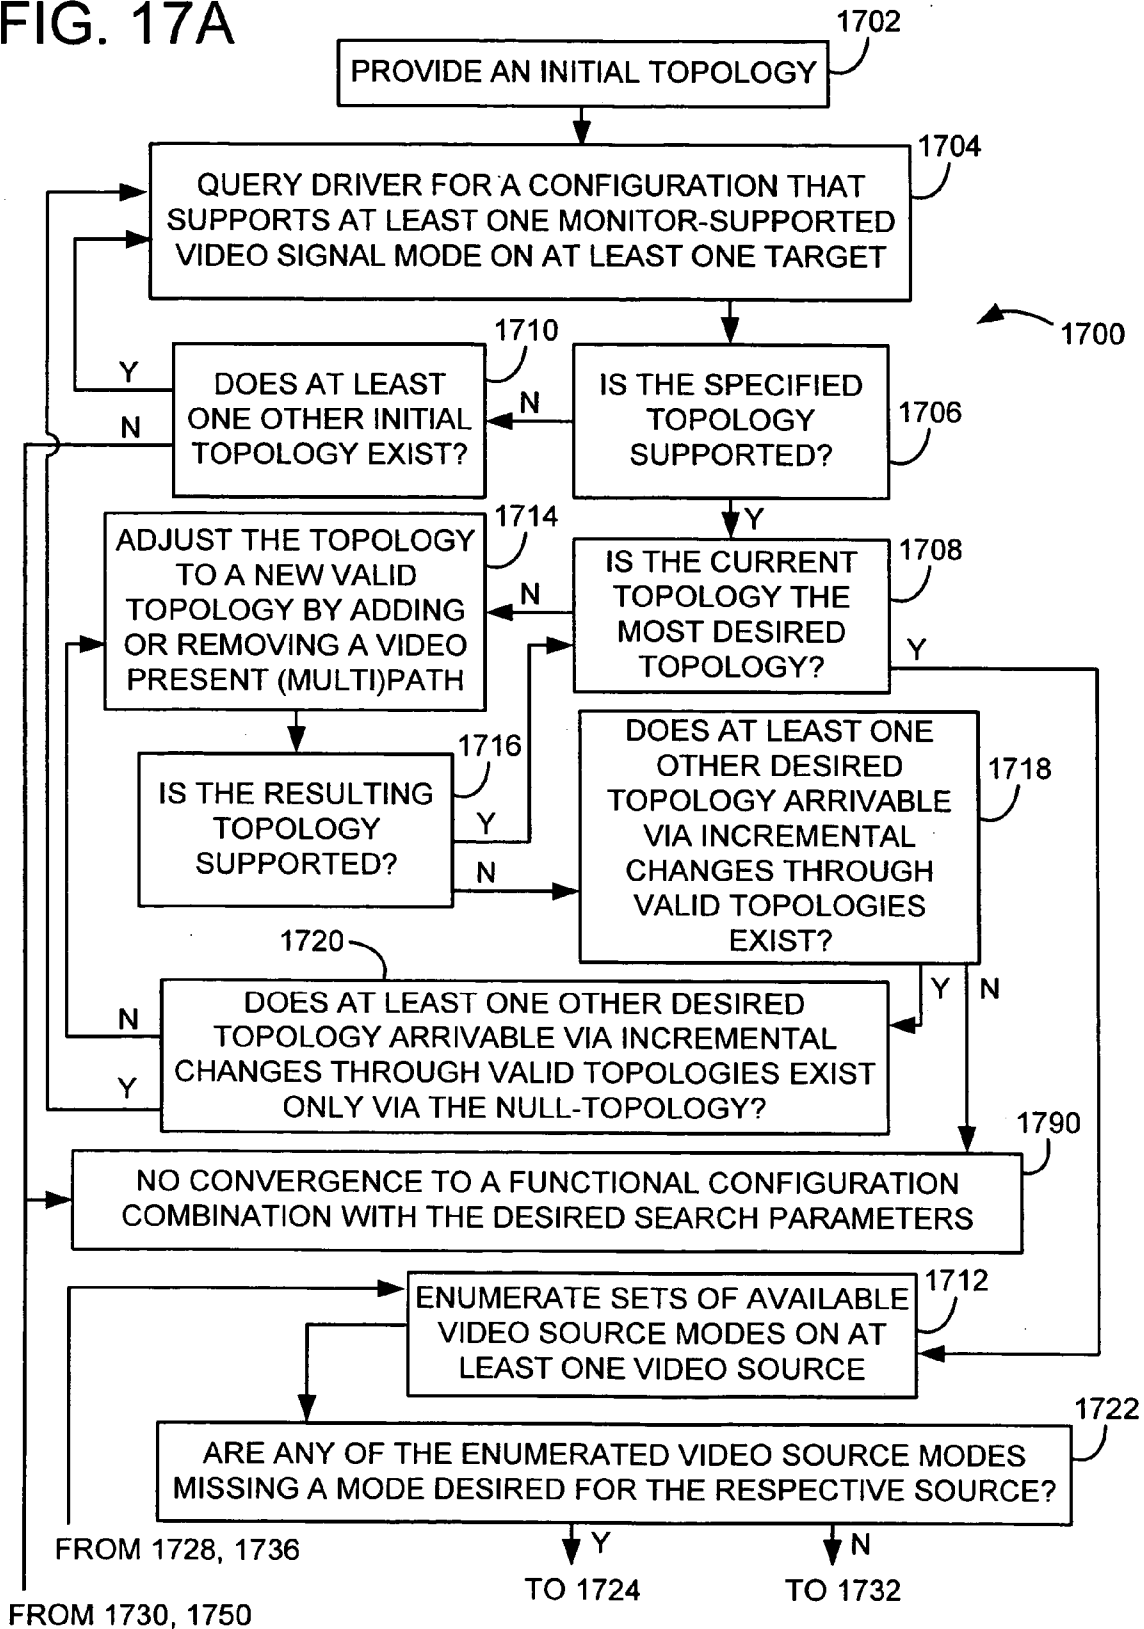 FIG. 17A
1702
PROVIDE AN INITIAL TOPOLOGY
1704
QUERY DRIVER FOR A CONFIGURATION THAT
SUPPORTS AT LEAST ONE MONITOR-SUPPORTED
VIDEO SIGNAL MODE ON AT LEAST ONE TARGET
1700
1710
DOES AT LEAST
ONE OTHER INITIAL
TOPOLOGY EXIST?
Y
N
N
IS THE SPECIFIED
TOPOLOGY
SUPPORTED?
1706
Y
1714
ADJUST THE TOPOLOGY
TO A NEW VALID
TOPOLOGY BY ADDING
OR REMOVING A VIDEO
PRESENT (MULTI)PATH
N
1708
IS THE CURRENT
TOPOLOGY THE
MOST DESIRED
TOPOLOGY?
Y
1716
IS THE RESULTING
TOPOLOGY
SUPPORTED?
Y
N
1718
DOES AT LEAST ONE
OTHER DESIRED
TOPOLOGY ARRIVABLE
VIA INCREMENTAL
CHANGES THROUGH
VALID TOPOLOGIES
EXIST?
Y
N
1720
DOES AT LEAST ONE OTHER DESIRED
TOPOLOGY ARRIVABLE VIA INCREMENTAL
CHANGES THROUGH VALID TOPOLOGIES EXIST
ONLY VIA THE NULL-TOPOLOGY?
N
Y
1790
NO CONVERGENCE TO A FUNCTIONAL CONFIGURATION
COMBINATION WITH THE DESIRED SEARCH PARAMETERS
1712
ENUMERATE SETS OF AVAILABLE
VIDEO SOURCE MODES ON AT
LEAST ONE VIDEO SOURCE
1722
ARE ANY OF THE ENUMERATED VIDEO SOURCE MODES
MISSING A MODE DESIRED FOR THE RESPECTIVE SOURCE?
Y
N
FROM 1728, 1736
TO 1724
TO 1732
FROM 1730, 1750